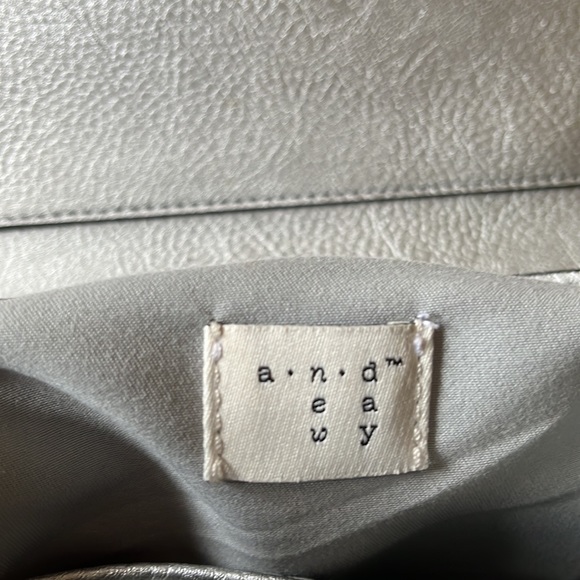 a · n · d™
e a
w y